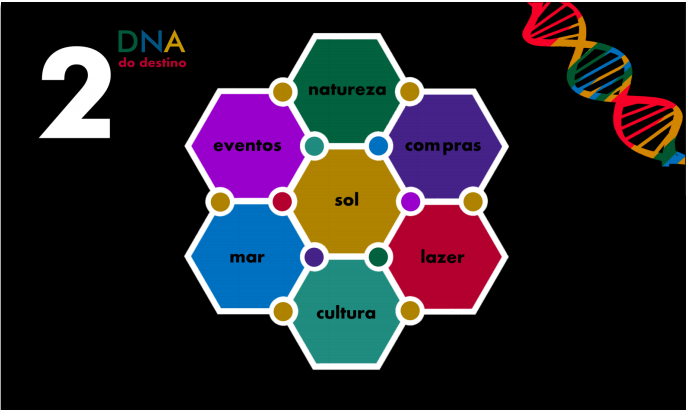 2
DNA
do destino
natureza
eventos
compras
sol
mar
lazer
cultura